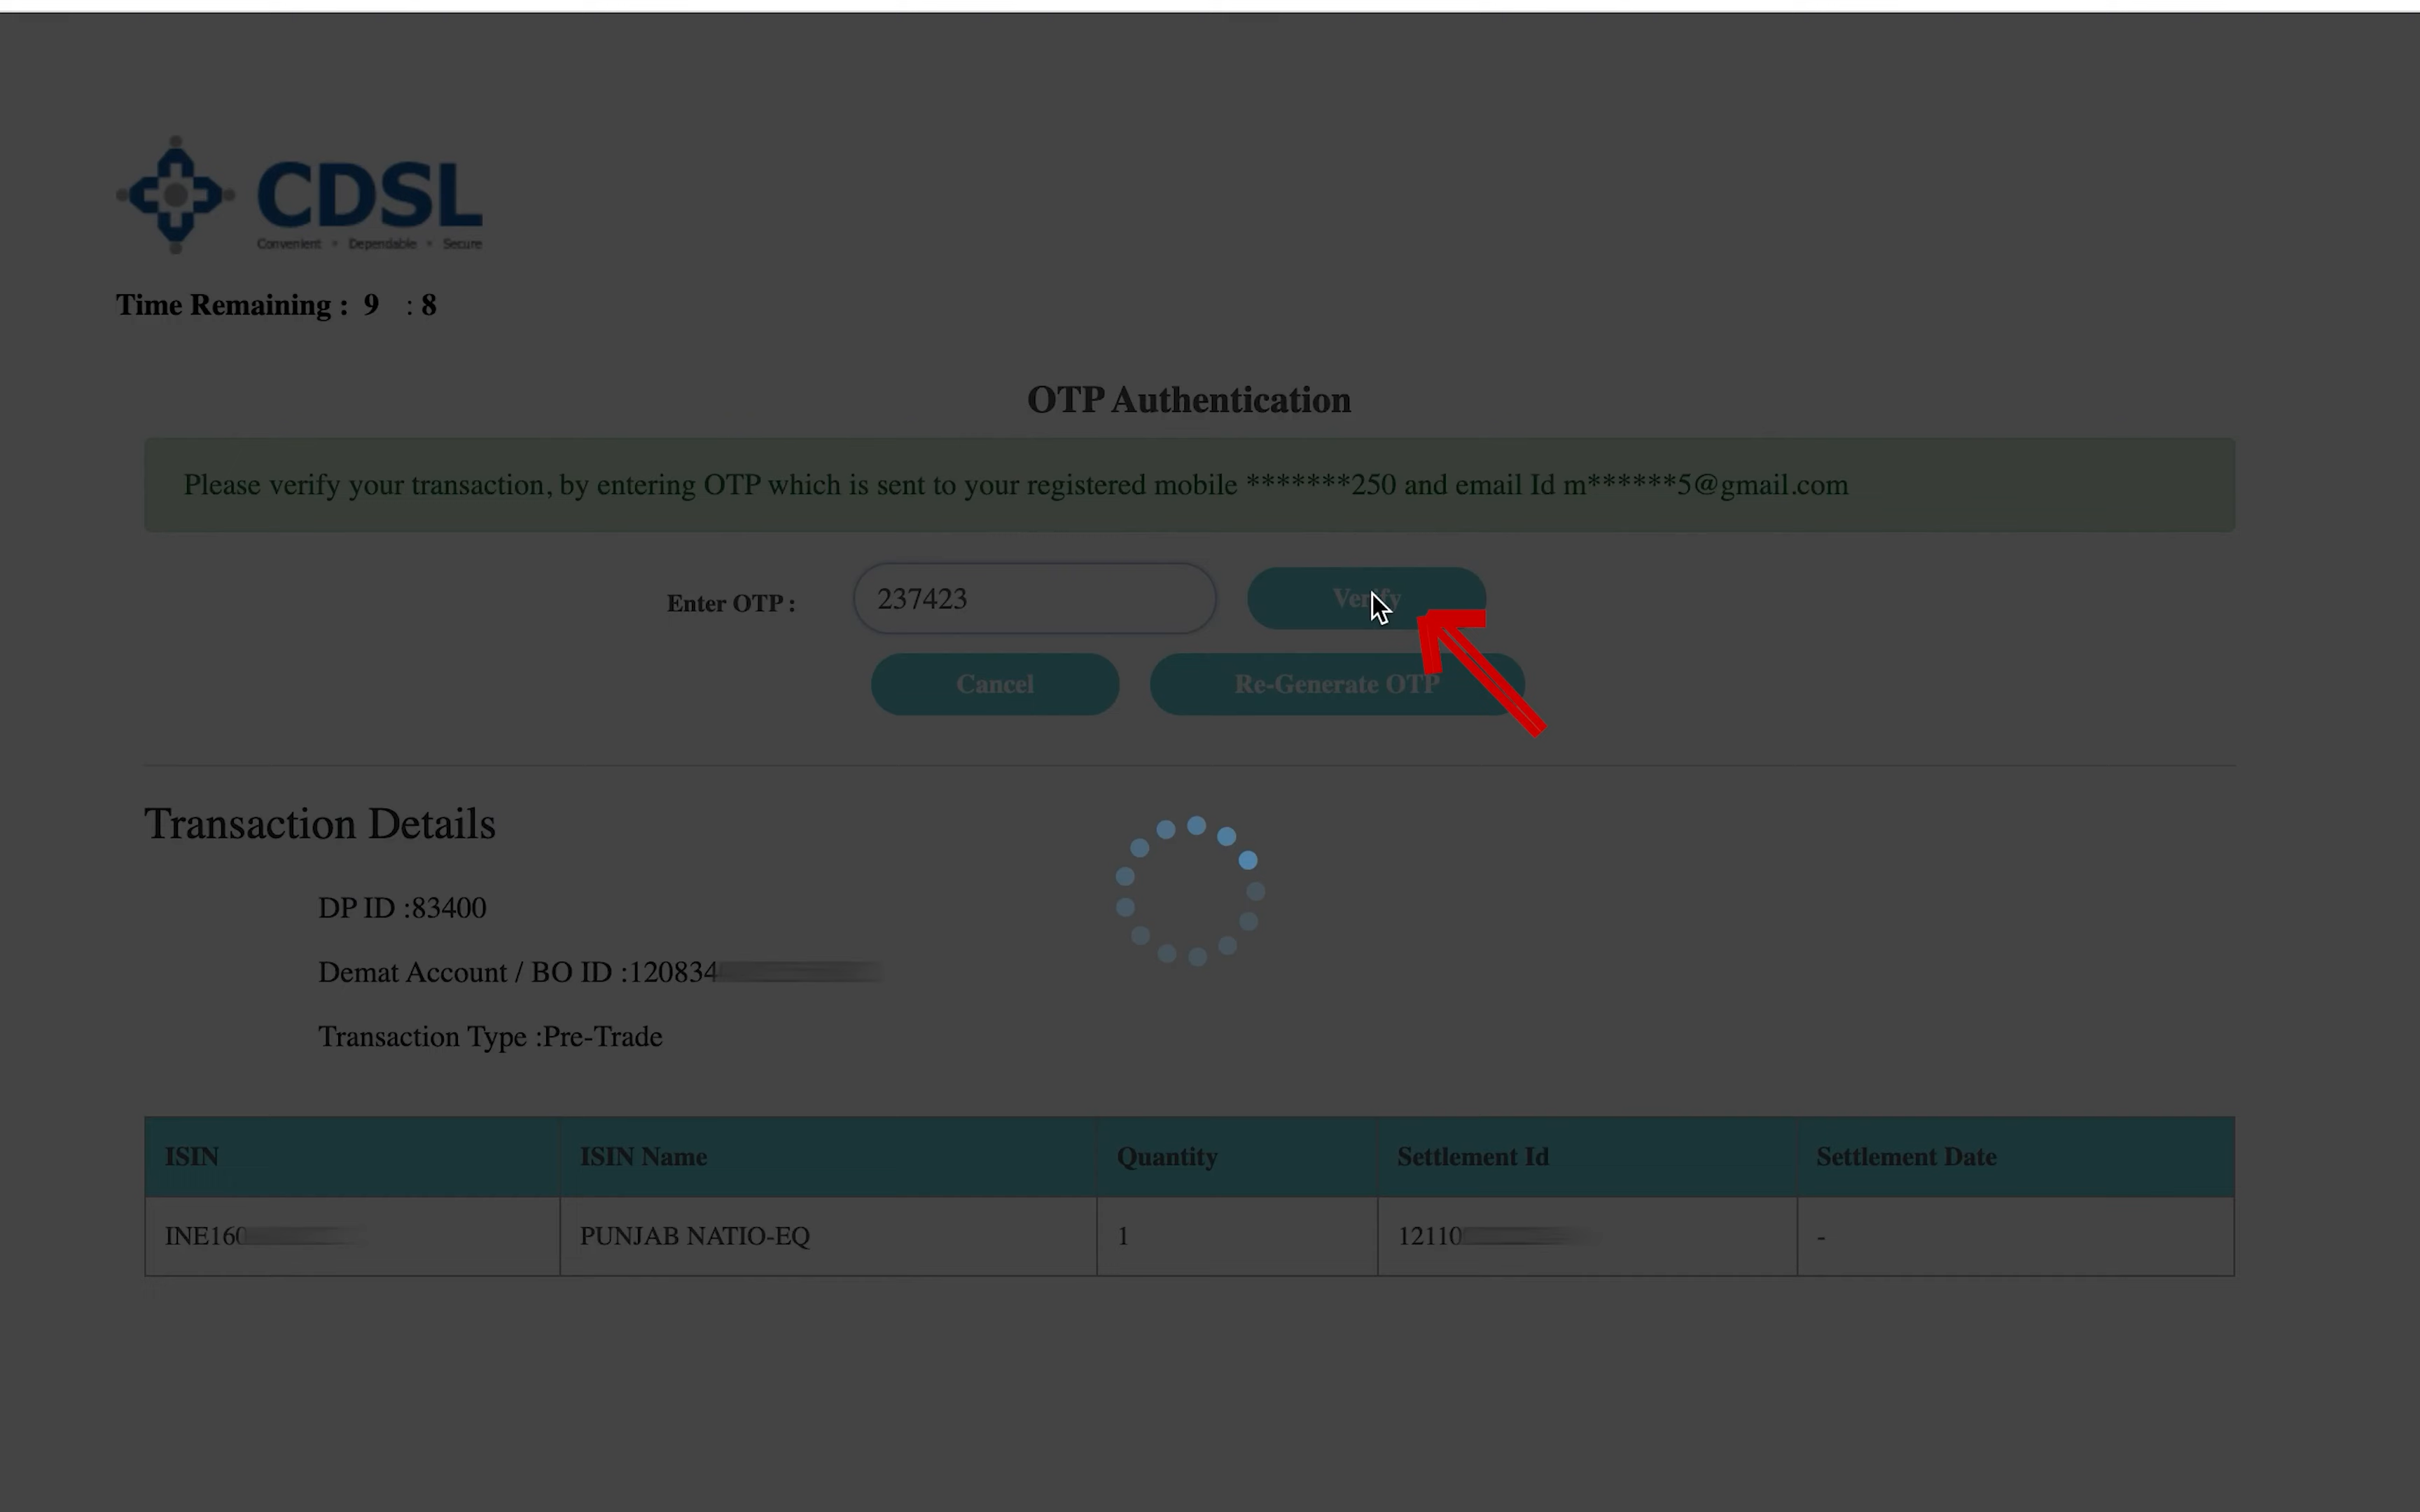 CDSL
Convenient • Dependable • Secure
Time Remaining : 9 : 8
OTP Authentication
Please verify your transaction, by entering OTP which is sent to your registered mobile *******250 and email Id m******5@gmail.com
Enter OTP : 237423 Verify
Cancel Re-Generate OTP
Transaction Details
DP ID :83400
Demat Account / BO ID :120834
Transaction Type :Pre-Trade
ISIN ISIN Name Quantity Settlement Id Settlement Date
INE160 PUNJAB NATIO-EQ 1 12110 -